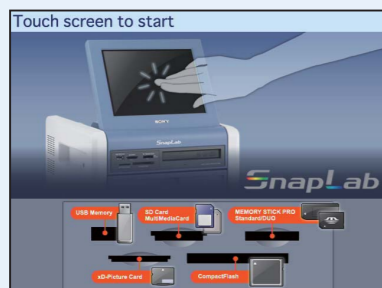 Touch screen to start
SONY
SnapLab
SnapLab
USB Memory
SD Card
MultiMediaCard
MEMORY STICK PRO
Standard/DUO
xD-Picture Card
CompactFlash